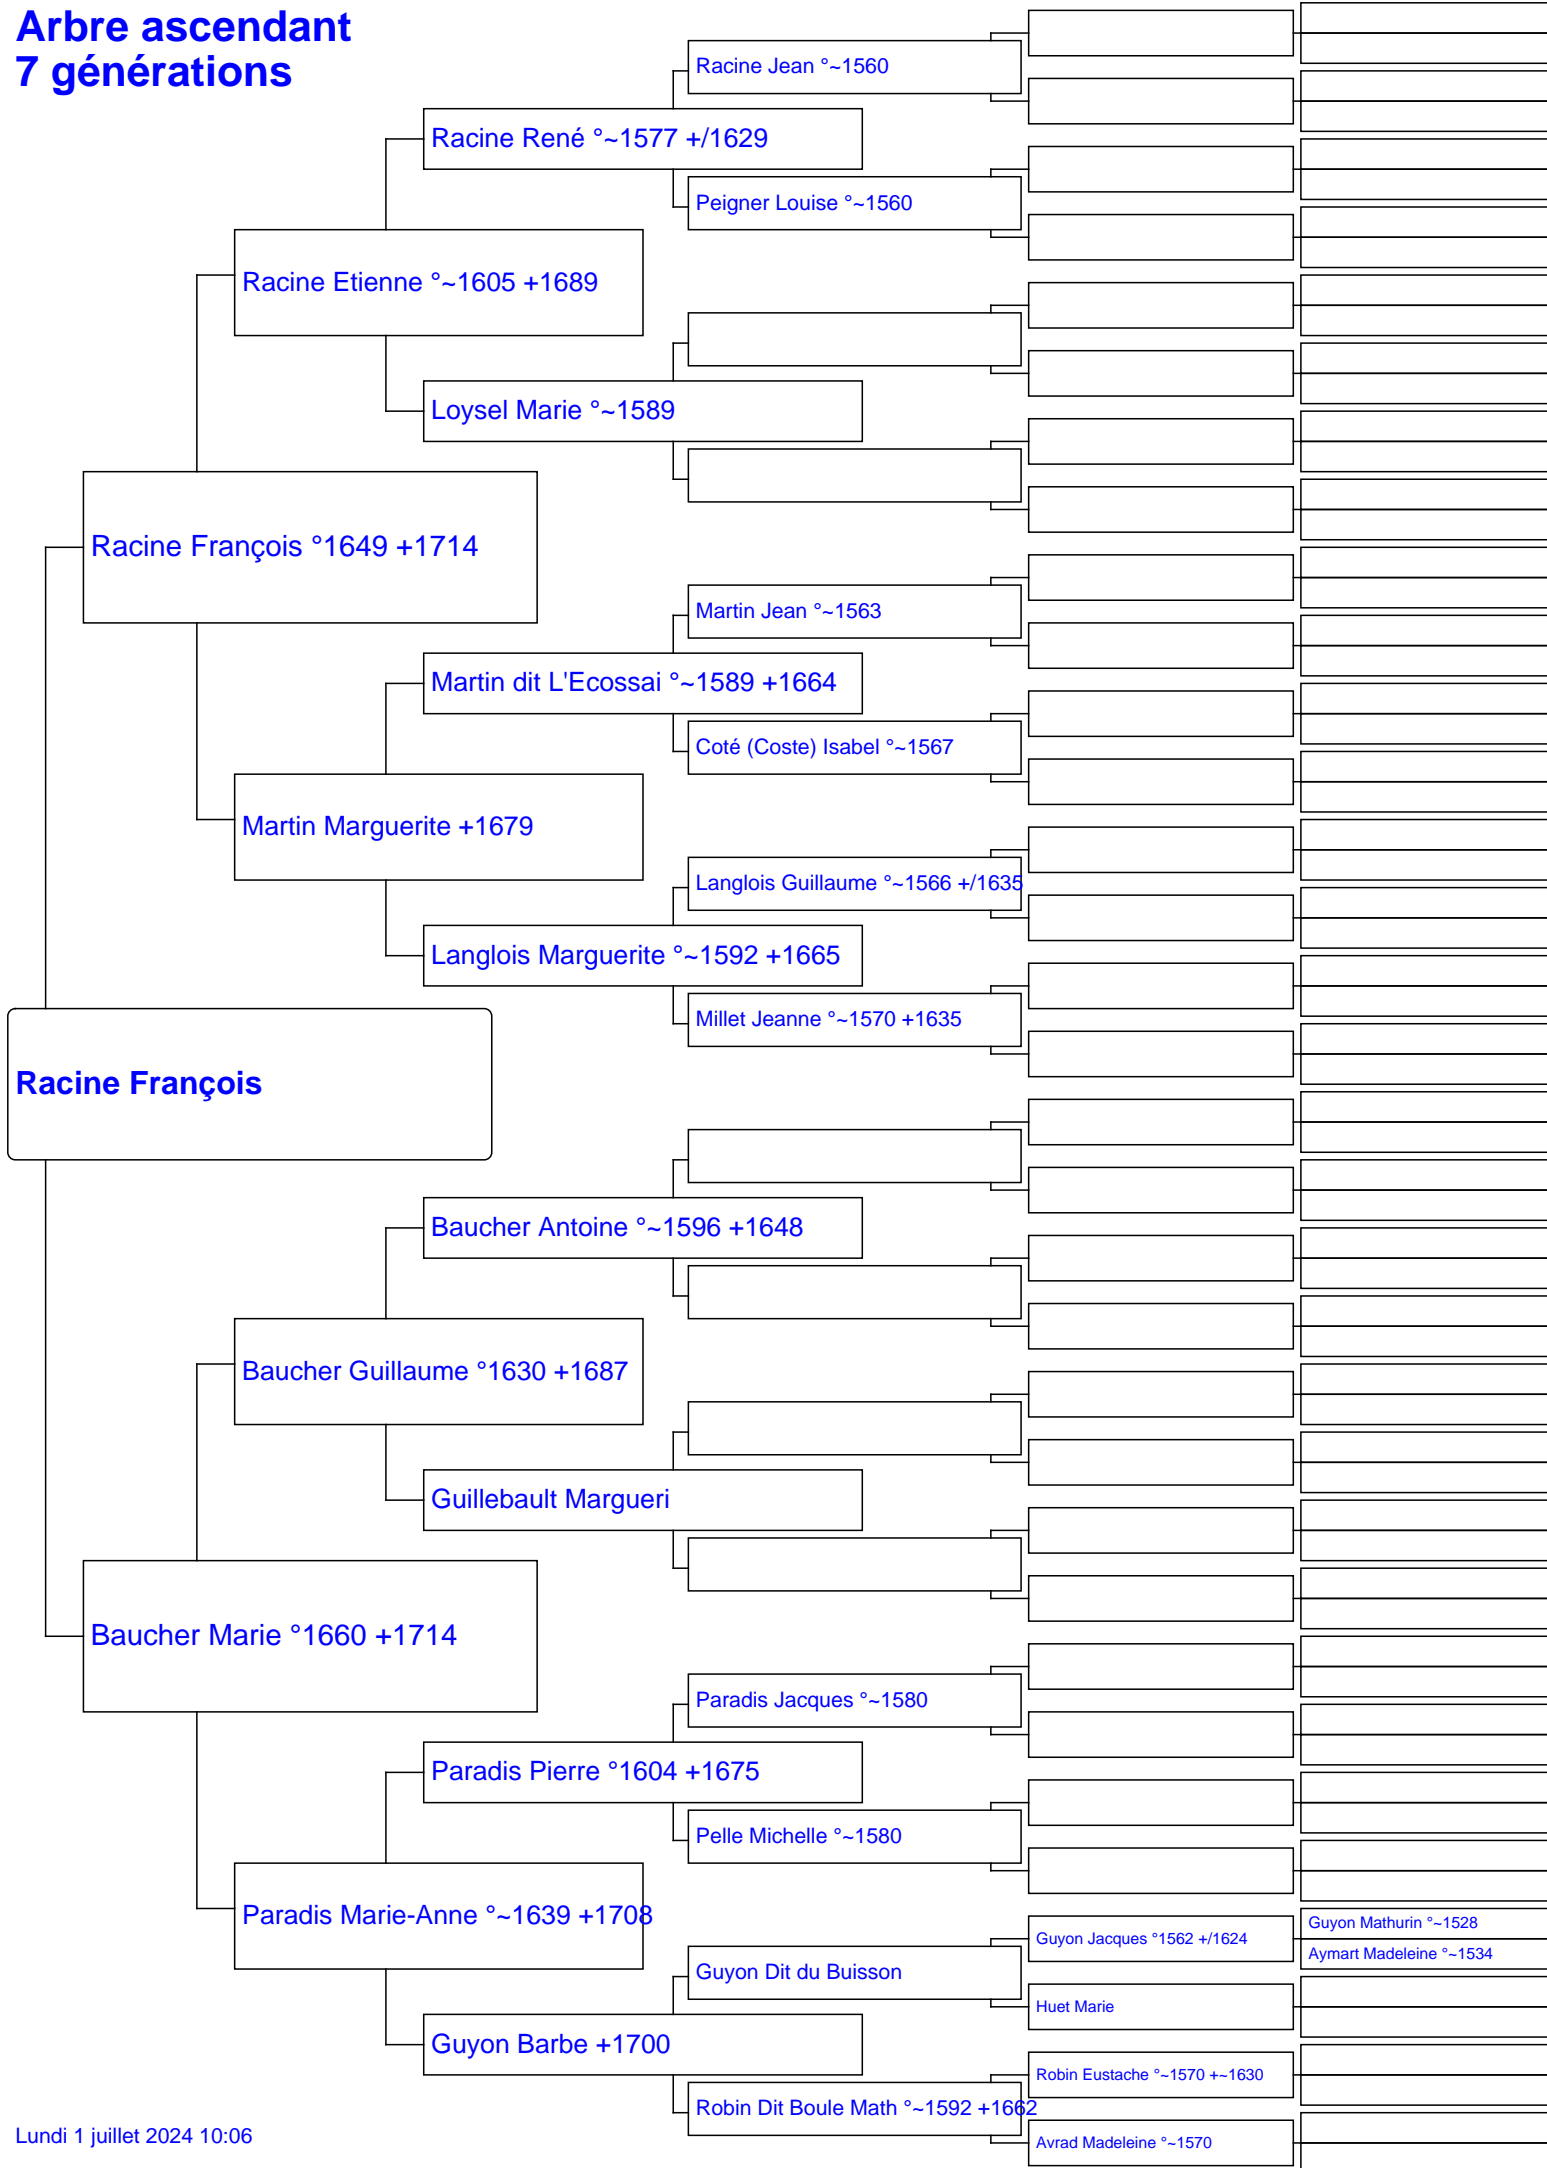 Arbre ascendant
7 générations
Racine Jean °~1560
Racine René °~1577 +/1629
Peigner Louise °~1560
Racine Etienne °~1605 +1689
Loysel Marie °~1589
Racine François °1649 +1714
Martin Jean °~1563
Martin dit L'Ecossai °~1589 +1664
Coté (Coste) Isabel °~1567
Martin Marguerite +1679
Langlois Guillaume °~1566 +/1635
Langlois Marguerite °~1592 +1665
Millet Jeanne °~1570 +1635
Racine François
Baucher Antoine °~1596 +1648
Baucher Guillaume °1630 +1687
Guillebault Margueri
Baucher Marie °1660 +1714
Paradis Jacques °~1580
Paradis Pierre °1604 +1675
Pelle Michelle °~1580
Paradis Marie-Anne °~1639 +1708
Guyon Mathurin °~1528
Guyon Jacques °1562 +/1624
Aymart Madeleine °~1534
Guyon Dit du Buisson
Huet Marie
Guyon Barbe +1700
Robin Eustache °~1570 +~1630
Robin Dit Boule Math °~1592 +1662
Avrad Madeleine °~1570
Lundi 1 juillet 2024 10:06